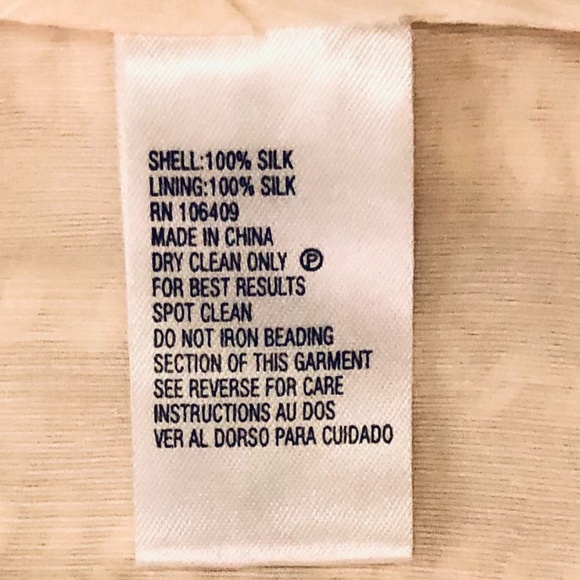 SHELL:100% SILK
LINING:100% SILK
RN 106409
MADE IN CHINA
DRY CLEAN ONLY Ⓟ
FOR BEST RESULTS
SPOT CLEAN
DO NOT IRON BEADING
SECTION OF THIS GARMENT
SEE REVERSE FOR CARE
INSTRUCTIONS AU DOS
VER AL DORSO PARA CUIDADO